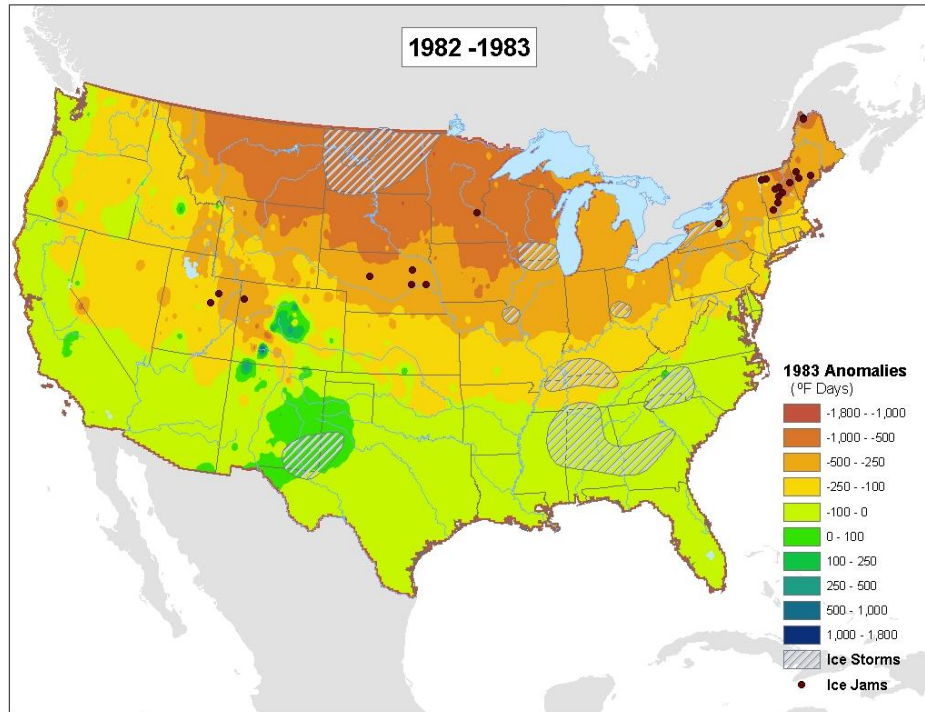 1982 -1983
1983 Anomalies
(ºF Days)
-1,800 - -1,000
-1,000 - -500
-500 - -250
-250 - -100
-100 - 0
0 - 100
100 - 250
250 - 500
500 - 1,000
1,000 - 1,800
Ice Storms
Ice Jams